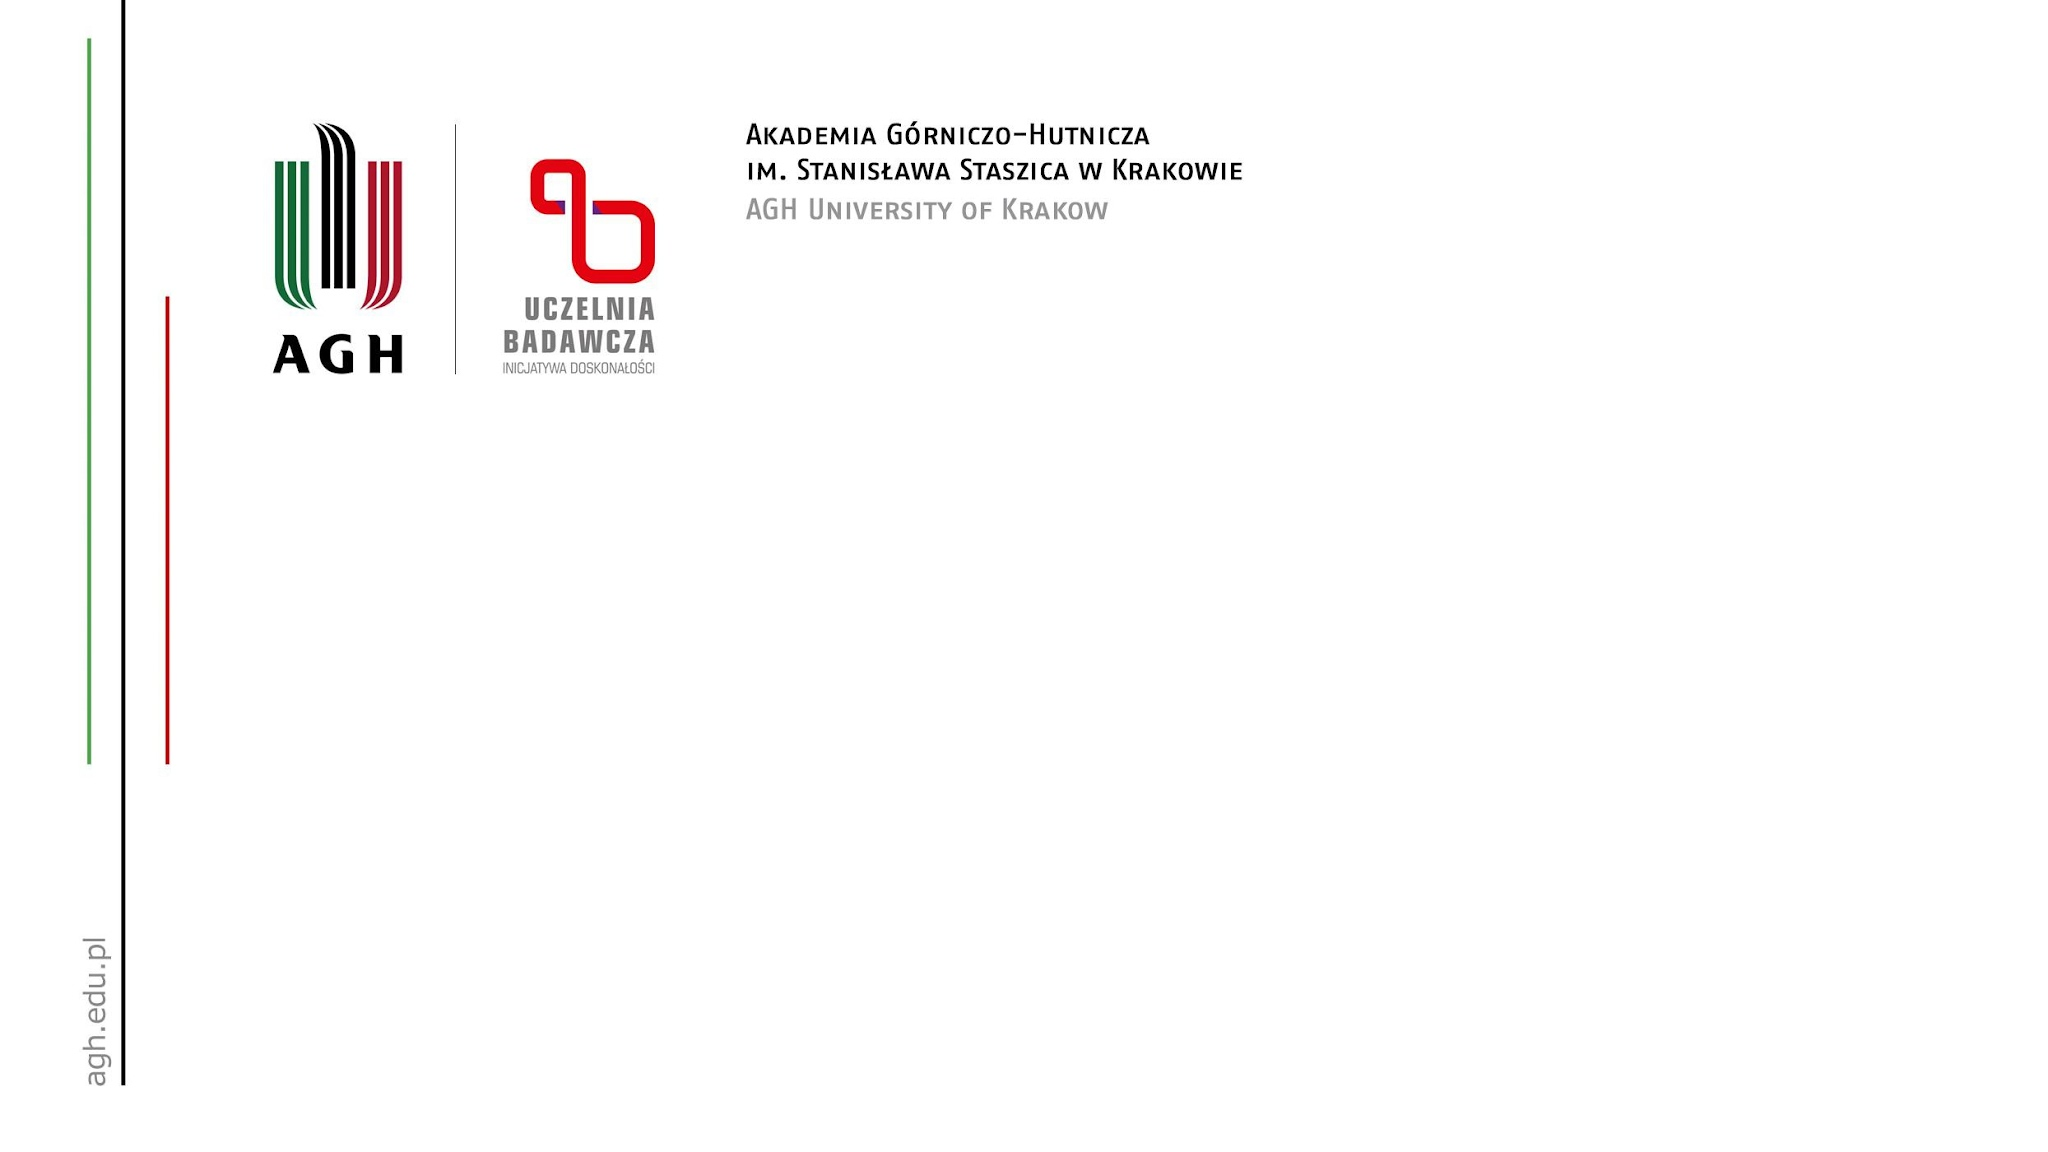 AGH
UCZELNIA
BADAWCZA
INICJATYWA DOSKONAŁOŚCI
Akademia Górniczo-Hutnicza
im. Stanisława Staszica w Krakowie
AGH University of Krakow
agh.edu.pl